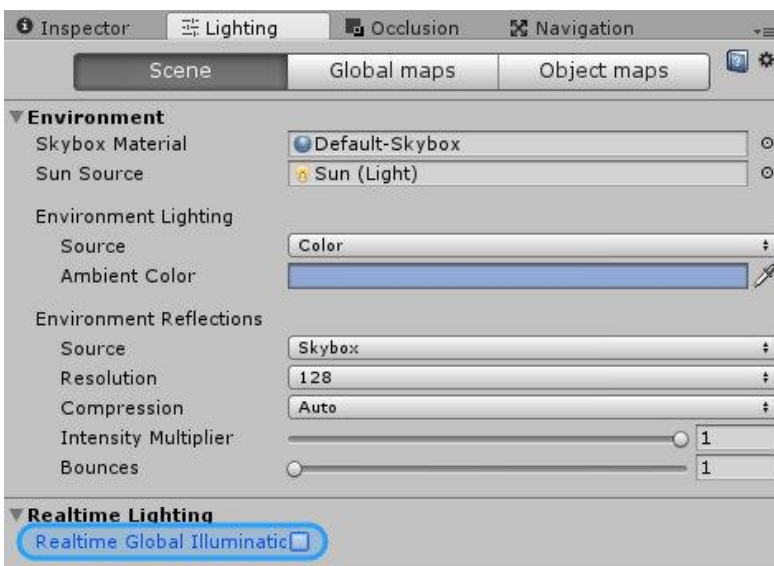 Inspector Lighting Occlusion Navigation
Scene Global maps Object maps
Environment
Skybox Material Default-Skybox
Sun Source Sun (Light)
Environment Lighting
Source Color
Ambient Color
Environment Reflections
Source Skybox
Resolution 128
Compression Auto
Intensity Multiplier 1
Bounces 1
Realtime Lighting
Realtime Global Illuminatic